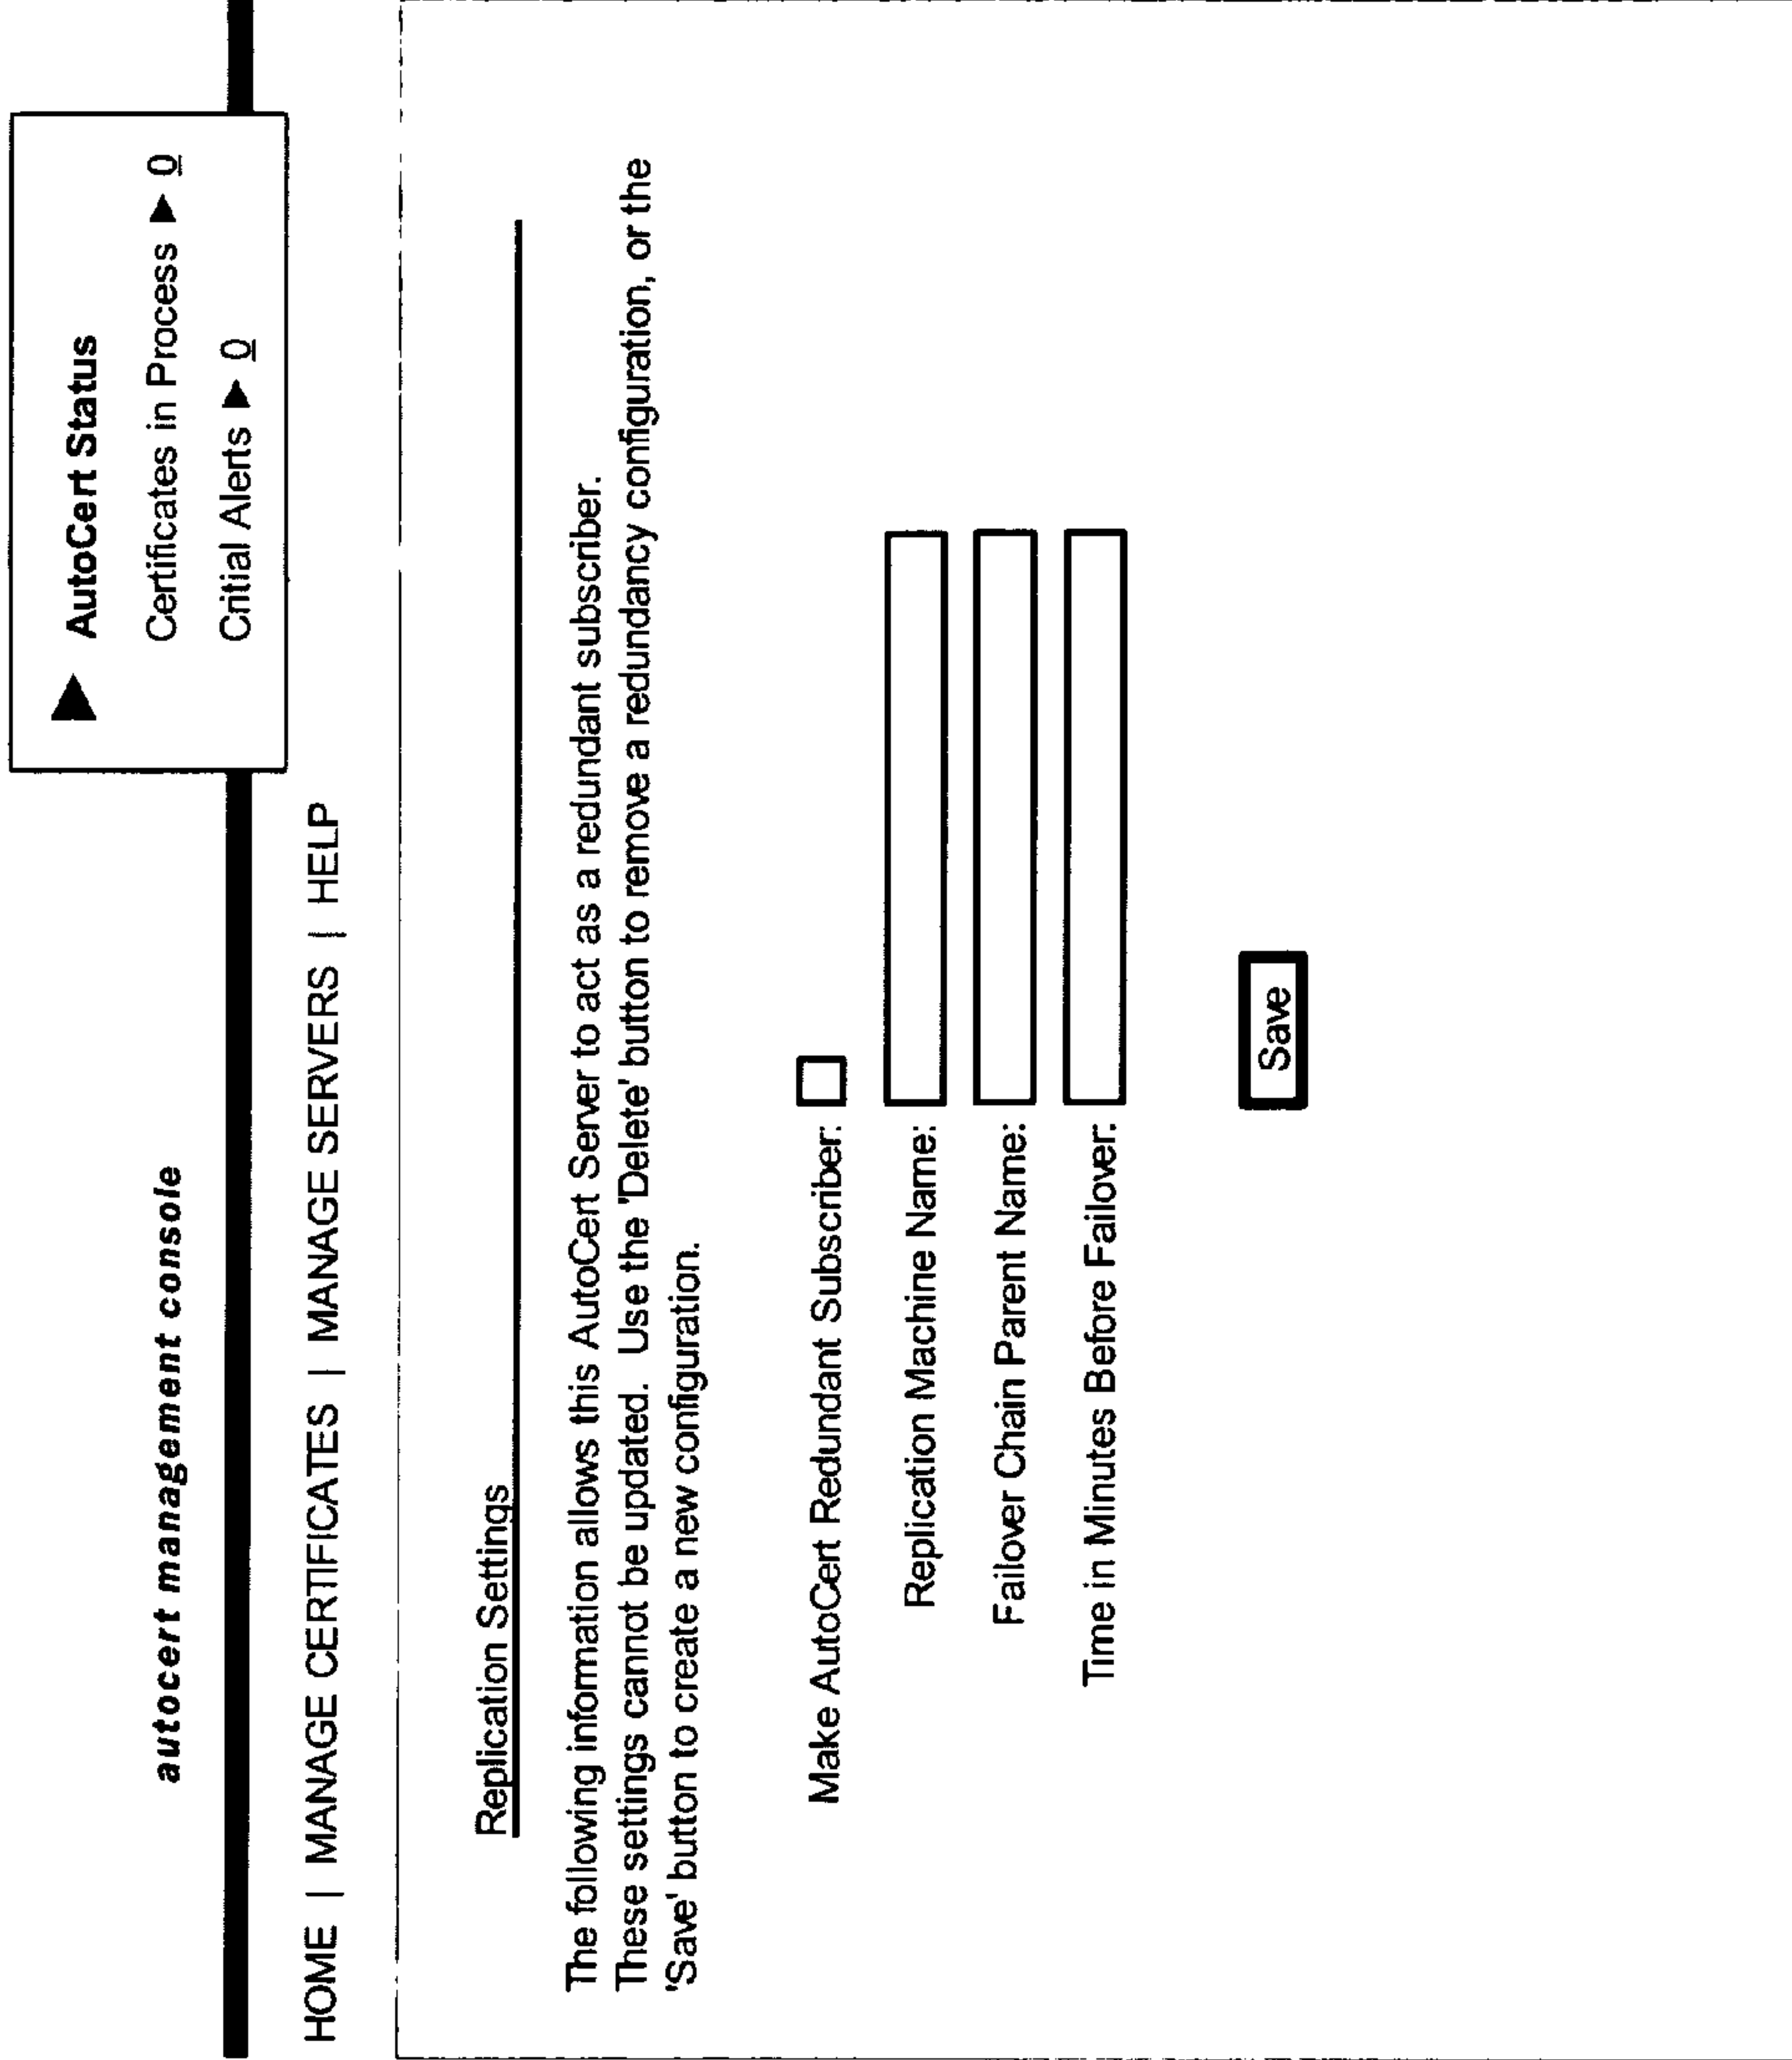 autocert management console
▶ AutoCert Status
Certificates in Process ▶ 0
Critial Alerts ▶ 0
HOME | MANAGE CERTIFICATES | MANAGE SERVERS | HELP
Replication Settings
The following information allows this AutoCert Server to act as a redundant subscriber.
These settings cannot be updated. Use the 'Delete' button to remove a redundancy configuration, or the
'Save' button to create a new configuration.
Make AutoCert Redundant Subscriber:
Replication Machine Name:
Failover Chain Parent Name:
Time in Minutes Before Failover:
Save